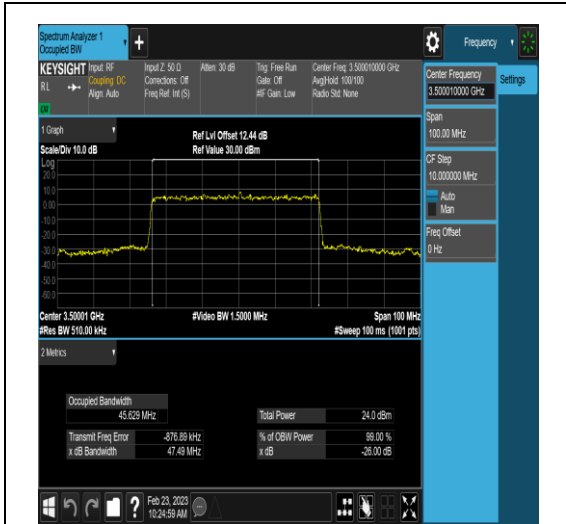 Spectrum Analyzer 1
Occupied BW
Frequency
KEYSIGHT
Input: RF
Coupling: DC
Align: Auto
Input Z: 50 Ω
Corrections: Off
Freq Ref: Int (S)
Atten: 30 dB
Trig: Free Run
Gate: Off
#IF Gain: Low
Center Freq: 3.500010000 GHz
Avg|Hold: 100/100
Radio Std: None
RL
Center Frequency
3.500010000 GHz
Settings
Span
100.00 MHz
CF Step
10.000000 MHz
Auto
Man
Freq Offset
0 Hz
1 Graph
Scale/Div 10.0 dB
Ref Lvl Offset 12.44 dB
Ref Value 30.00 dBm
Log
20.0
10.0
0.00
-10.0
-20.0
-30.0
-40.0
-50.0
-60.0
Center 3.50001 GHz
#Res BW 510.00 kHz
#Video BW 1.5000 MHz
Span 100 MHz
#Sweep 100 ms (1001 pts)
2 Metrics
Occupied Bandwidth
45.629 MHz
Total Power 24.0 dBm
Transmit Freq Error -876.89 kHz
% of OBW Power 99.00 %
x dB Bandwidth 47.49 MHz
x dB -26.00 dB
?
Feb 23, 2023
10:24:59 AM